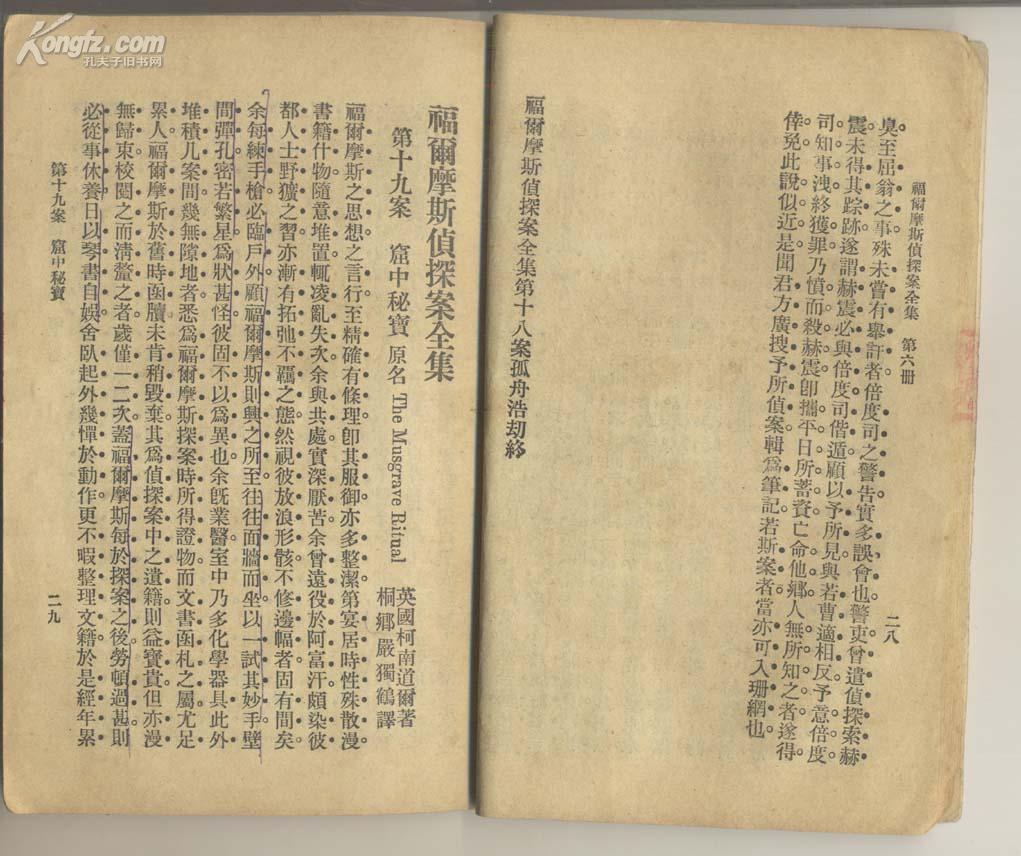 福爾摩斯偵探案全集 第六冊
二八
臭至屈翁之事殊未嘗有舉訐者倍度司之警告實多誤會也警吏曾遣偵探索赫
震未得其踪跡遂謂赫震必與倍度司偕遁顧以予所見與若曹適相反予意倍度
司知事洩終獲罪乃憤而殺赫震卽攜平日所蓄資亡命他鄉人無所知之者遂得
倖免此說似近是聞君方廣搜予所偵案輯爲筆記若斯案者當亦可入珊網也
福爾摩斯偵探案全集第十八案孤舟浩劫終
福爾摩斯偵探案全集
第十九案 窟中秘寶 原名 The Musgrave Ritual
英國柯南道爾著
桐鄉嚴獨鶴譯
福爾摩斯之思想之言行至精確有條理卽其服御亦多整潔第宴居時性殊散漫
書籍什物隨意堆置輒凌亂失次余與共處實深厭苦余曾遠役於阿富汗頗染彼
都人士野獷之習亦漸有拓弛不羈之態然視彼放浪形骸不修邊幅者固有間矣
余每練手槍必臨戶外顧福爾摩斯則興之所至往往面牆而坐以一試其妙手壁
間彈孔密若繁星爲狀甚怪彼固不以爲異也余旣業醫室中乃多化學器具此外
堆積几案間幾無隙地者悉爲福爾摩斯探案時所得證物而文書函札之屬尤足
累人福爾摩斯於舊時函牘未肯稍毀棄其爲偵探案中之遺籍則益寶貴但亦漫
無歸束校閱之而淸釐之者歲僅一二次蓋福爾摩斯每於探案之後勞頓過甚則
必從事休養日以琴書自娛舍臥起外幾憚於動作更不暇整理文籍於是經年累
第十九案 窟中秘寶
二九
Kongfz.com
孔夫子旧书网